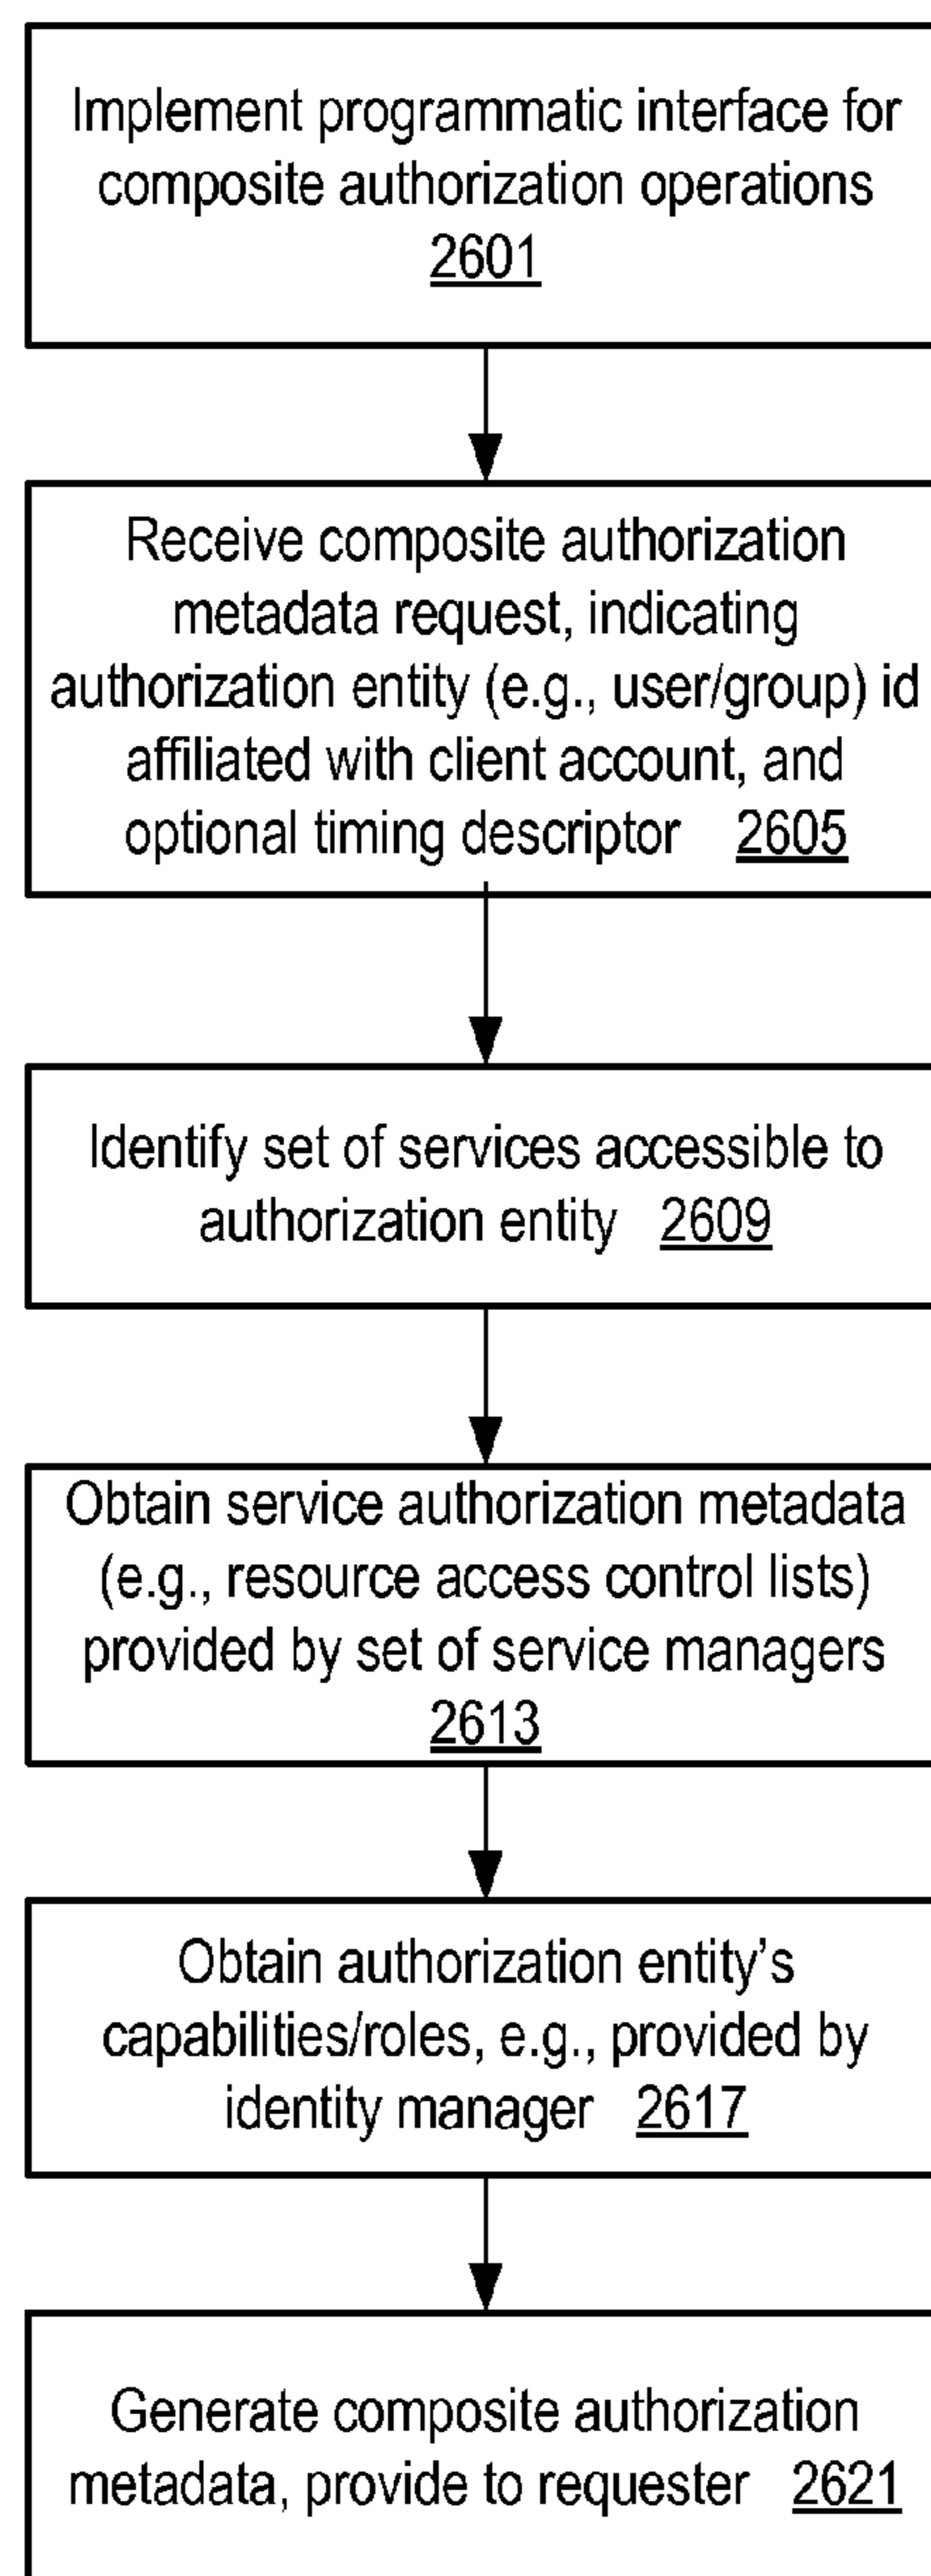 Implement programmatic interface for
composite authorization operations
2601
Receive composite authorization
metadata request, indicating
authorization entity (e.g., user/group) id
affiliated with client account, and
optional timing descriptor 2605
Identify set of services accessible to
authorization entity 2609
Obtain service authorization metadata
(e.g., resource access control lists)
provided by set of service managers
2613
Obtain authorization entity’s
capabilities/roles, e.g., provided by
identity manager 2617
Generate composite authorization
metadata, provide to requester 2621